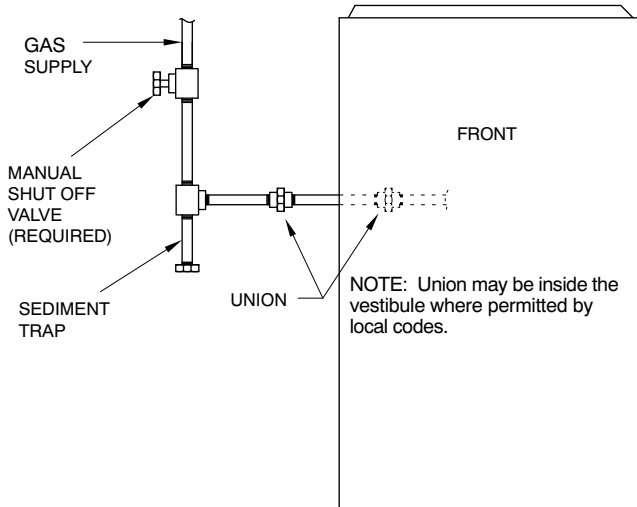 GAS
SUPPLY
FRONT
MANUAL
SHUT OFF
VALVE
(REQUIRED)
SEDIMENT
TRAP
UNION
NOTE: Union may be inside the
vestibule where permitted by
local codes.